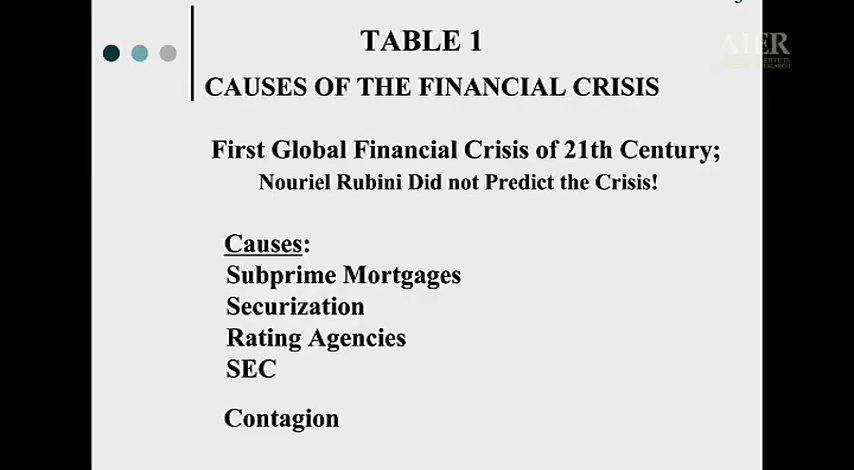 AIER
TABLE 1
CAUSES OF THE FINANCIAL CRISIS
First Global Financial Crisis of 21th Century;
Nouriel Rubini Did not Predict the Crisis!
Causes:
Subprime Mortgages
Securization
Rating Agencies
SEC
Contagion